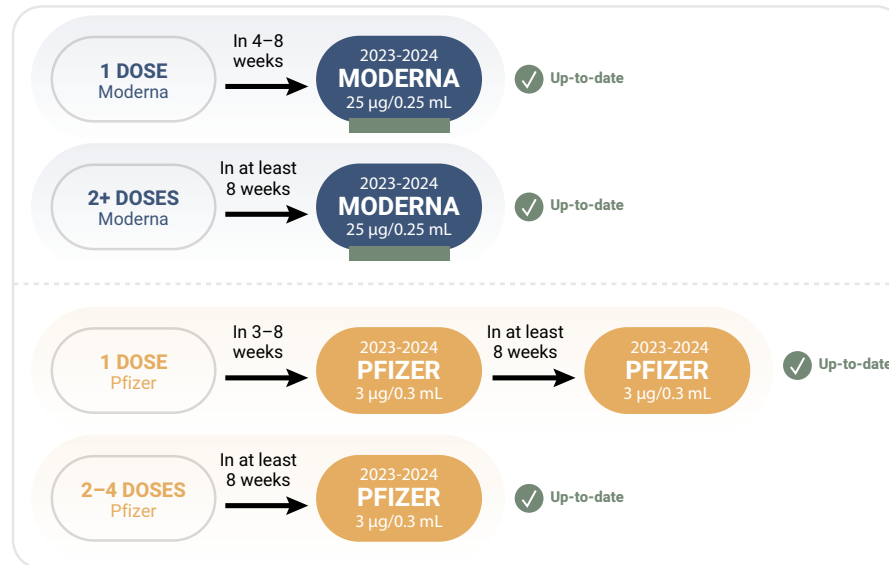 1 DOSE
Moderna
In 4–8
weeks
2023-2024
MODERNA
25 µg/0.25 mL
Up-to-date
2+ DOSES
Moderna
In at least
8 weeks
2023-2024
MODERNA
25 µg/0.25 mL
Up-to-date
1 DOSE
Pfizer
In 3–8
weeks
2023-2024
PFIZER
3 µg/0.3 mL
In at least
8 weeks
2023-2024
PFIZER
3 µg/0.3 mL
Up-to-date
2–4 DOSES
Pfizer
In at least
8 weeks
2023-2024
PFIZER
3 µg/0.3 mL
Up-to-date